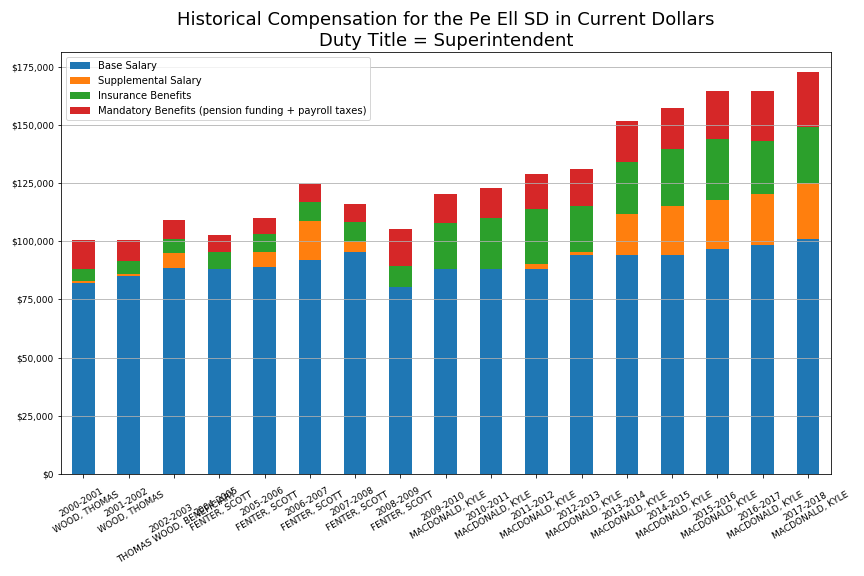 Historical Compensation for the Pe Ell SD in Current Dollars
Duty Title = Superintendent
Base Salary
Supplemental Salary
Insurance Benefits
Mandatory Benefits (pension funding + payroll taxes)
$175,000
$150,000
$125,000
$100,000
$75,000
$50,000
$25,000
$0
2000-2001
WOOD, THOMAS
2001-2002
WOOD, THOMAS
2002-2003
THOMAS WOOD, BENEFICIARY
2004-2005
FENTER, SCOTT
2005-2006
FENTER, SCOTT
2006-2007
FENTER, SCOTT
2007-2008
FENTER, SCOTT
2008-2009
FENTER, SCOTT
2009-2010
MACDONALD, KYLE
2010-2011
MACDONALD, KYLE
2011-2012
MACDONALD, KYLE
2012-2013
MACDONALD, KYLE
2013-2014
MACDONALD, KYLE
2014-2015
MACDONALD, KYLE
2015-2016
MACDONALD, KYLE
2016-2017
MACDONALD, KYLE
2017-2018
MACDONALD, KYLE